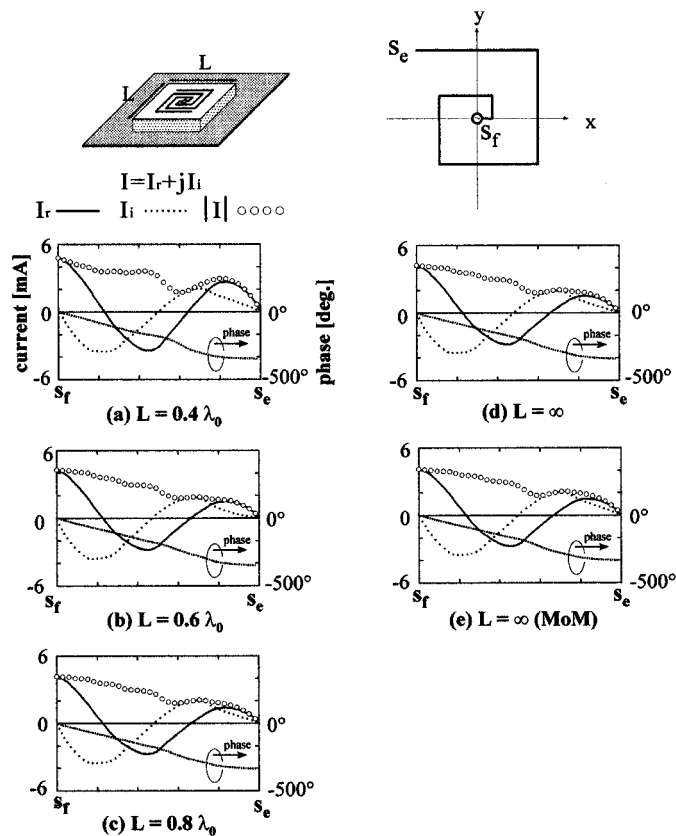 L
L
y
Se
x
Sf
I=Ir+jIi
Ir Ii |I|
6
0
-6
current [mA]
phase [deg.]
0°
-500°
phase
Sf Se
(a) L = 0.4 λ0
6
0
-6
0°
-500°
phase
Sf Se
(b) L = 0.6 λ0
6
0
-6
0°
-500°
phase
Sf Se
(c) L = 0.8 λ0
6
0
-6
0°
-500°
phase
Sf Se
(d) L = ∞
6
0
-6
0°
-500°
phase
Sf Se
(e) L = ∞ (MoM)